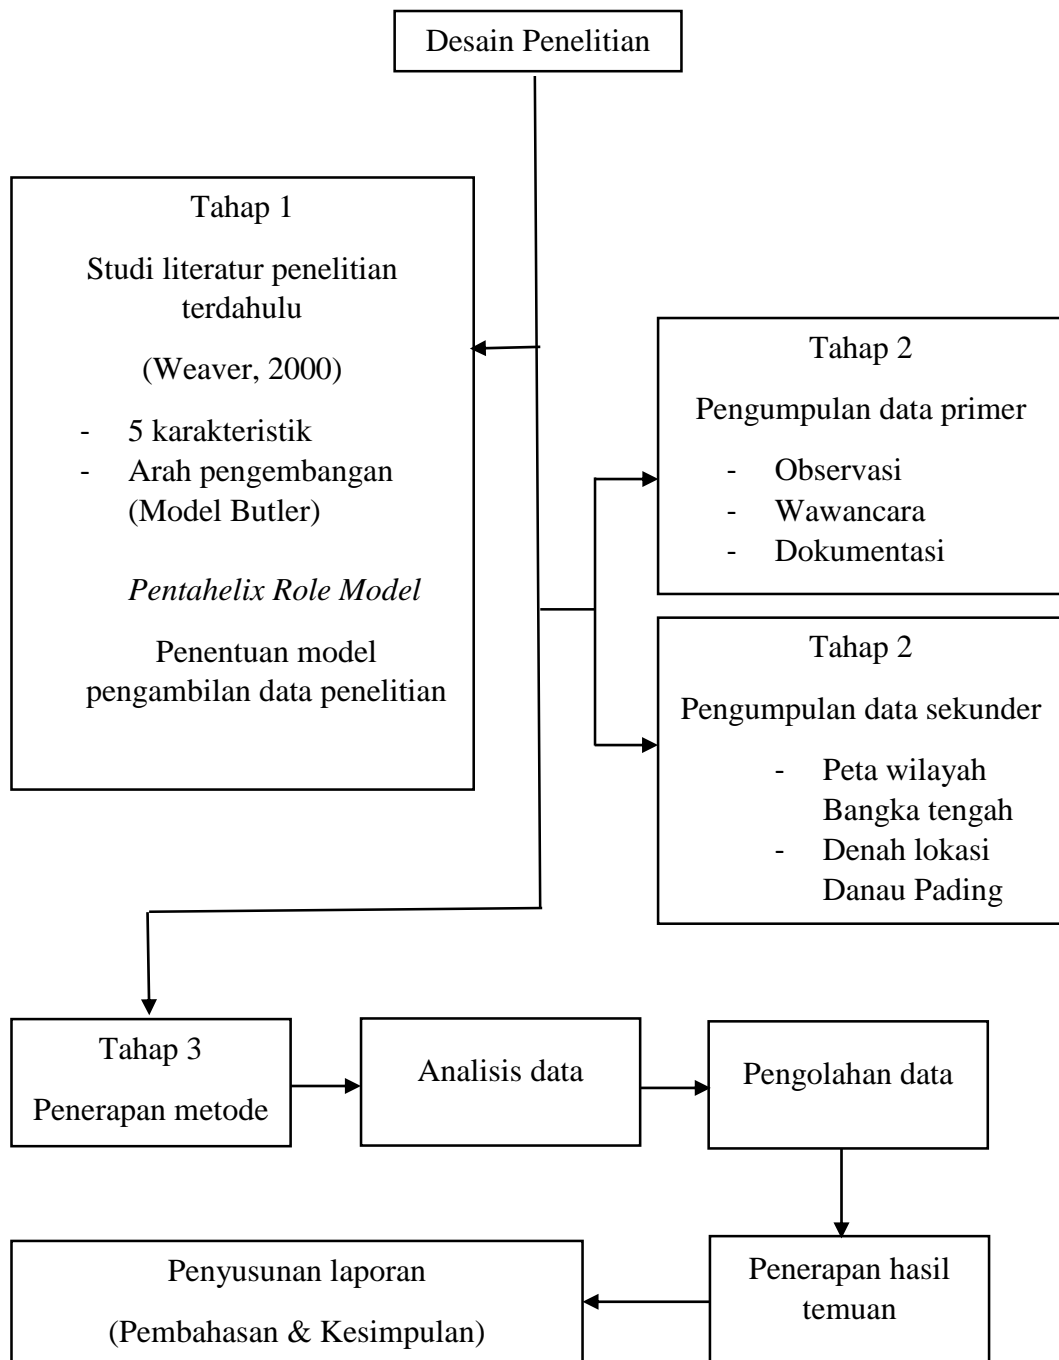 Desain Penelitian
Tahap 1
Studi literatur penelitian
terdahulu
(Weaver, 2000)
- 5 karakteristik
- Arah pengembangan
(Model Butler)
Pentahelix Role Model
Penentuan model
pengambilan data penelitian
Tahap 2
Pengumpulan data primer
- Observasi
- Wawancara
- Dokumentasi
Tahap 2
Pengumpulan data sekunder
- Peta wilayah
Bangka tengah
- Denah lokasi
Danau Pading
Tahap 3
Penerapan metode
Analisis data
Pengolahan data
Penerapan hasil
temuan
Penyusunan laporan
(Pembahasan & Kesimpulan)